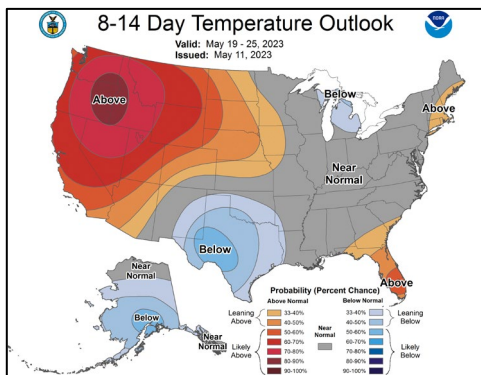 8-14 Day Temperature Outlook
Valid: May 19 - 25, 2023
Issued: May 11, 2023
Above
Below
Above
Near
Normal
Below
Near
Normal
Above
Below
Near
Normal
Probability (Percent Chance)
Above Normal
Below Normal
Leaning
Above
33-40%
40-50%
Likely
Above
50-60%
60-70%
70-80%
80-90%
90-100%
Near
Normal
33-40%
40-50%
Leaning
Below
50-60%
60-70%
70-80%
80-90%
90-100%
Likely
Below